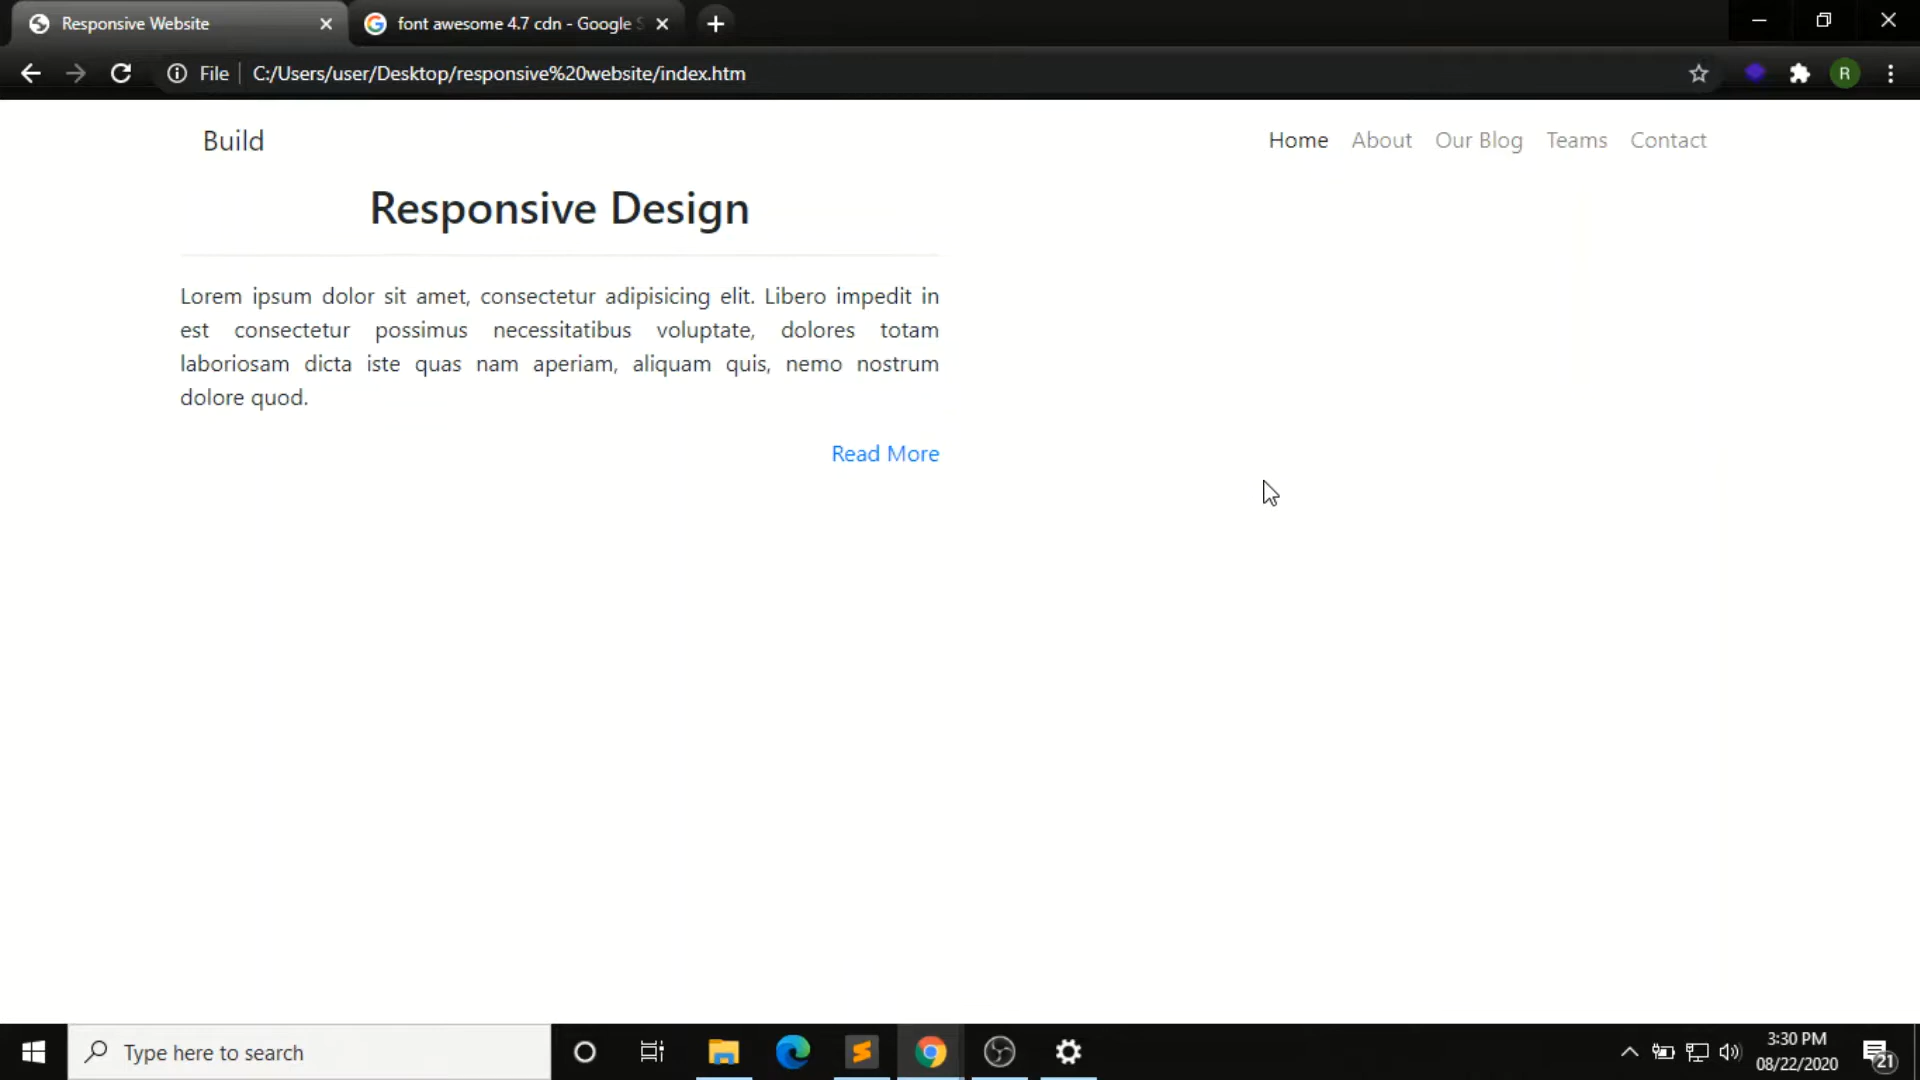 Responsive Website
font awesome 4.7 cdn - Google S
File
C:/Users/user/Desktop/responsive%20website/index.htm
R
Build
Home About Our Blog Teams Contact
Responsive Design
Lorem ipsum dolor sit amet, consectetur adipisicing elit. Libero impedit in
est consectetur possimus necessitatibus voluptate, dolores totam
laboriosam dicta iste quas nam aperiam, aliquam quis, nemo nostrum
dolore quod.
Read More
Type here to search
3:30 PM
08/22/2020
21